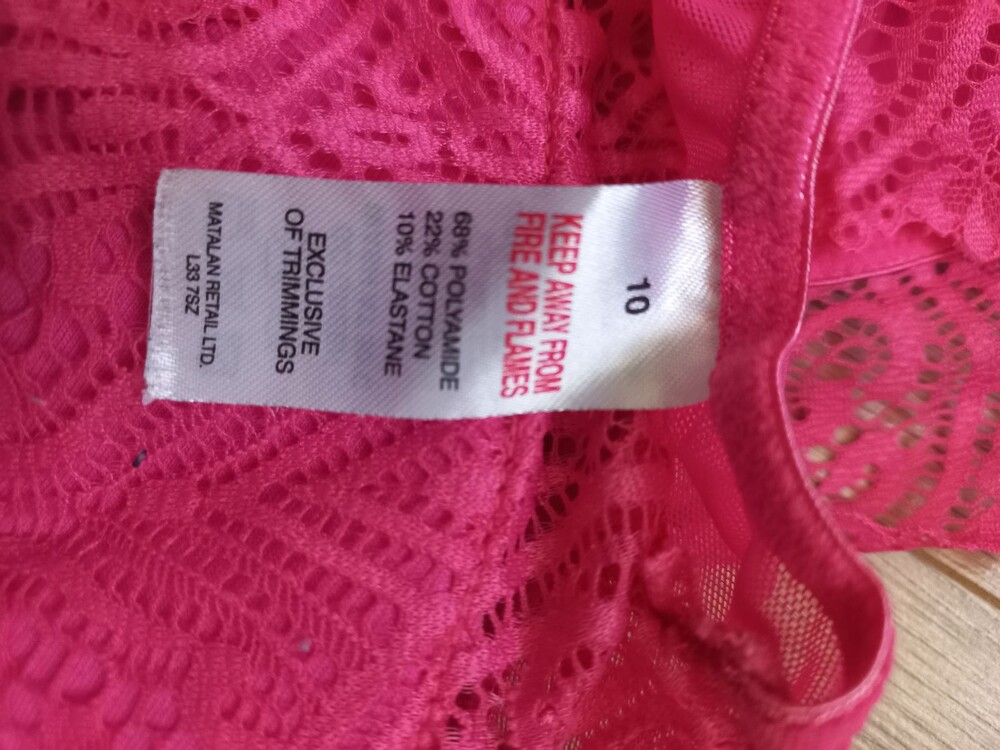 10
KEEP AWAY FROM
FIRE AND FLAMES
68% POLYAMIDE
22% COTTON
10% ELASTANE
EXCLUSIVE
OF TRIMMINGS
MATALAN RETAIL LTD.
L33 7SZ